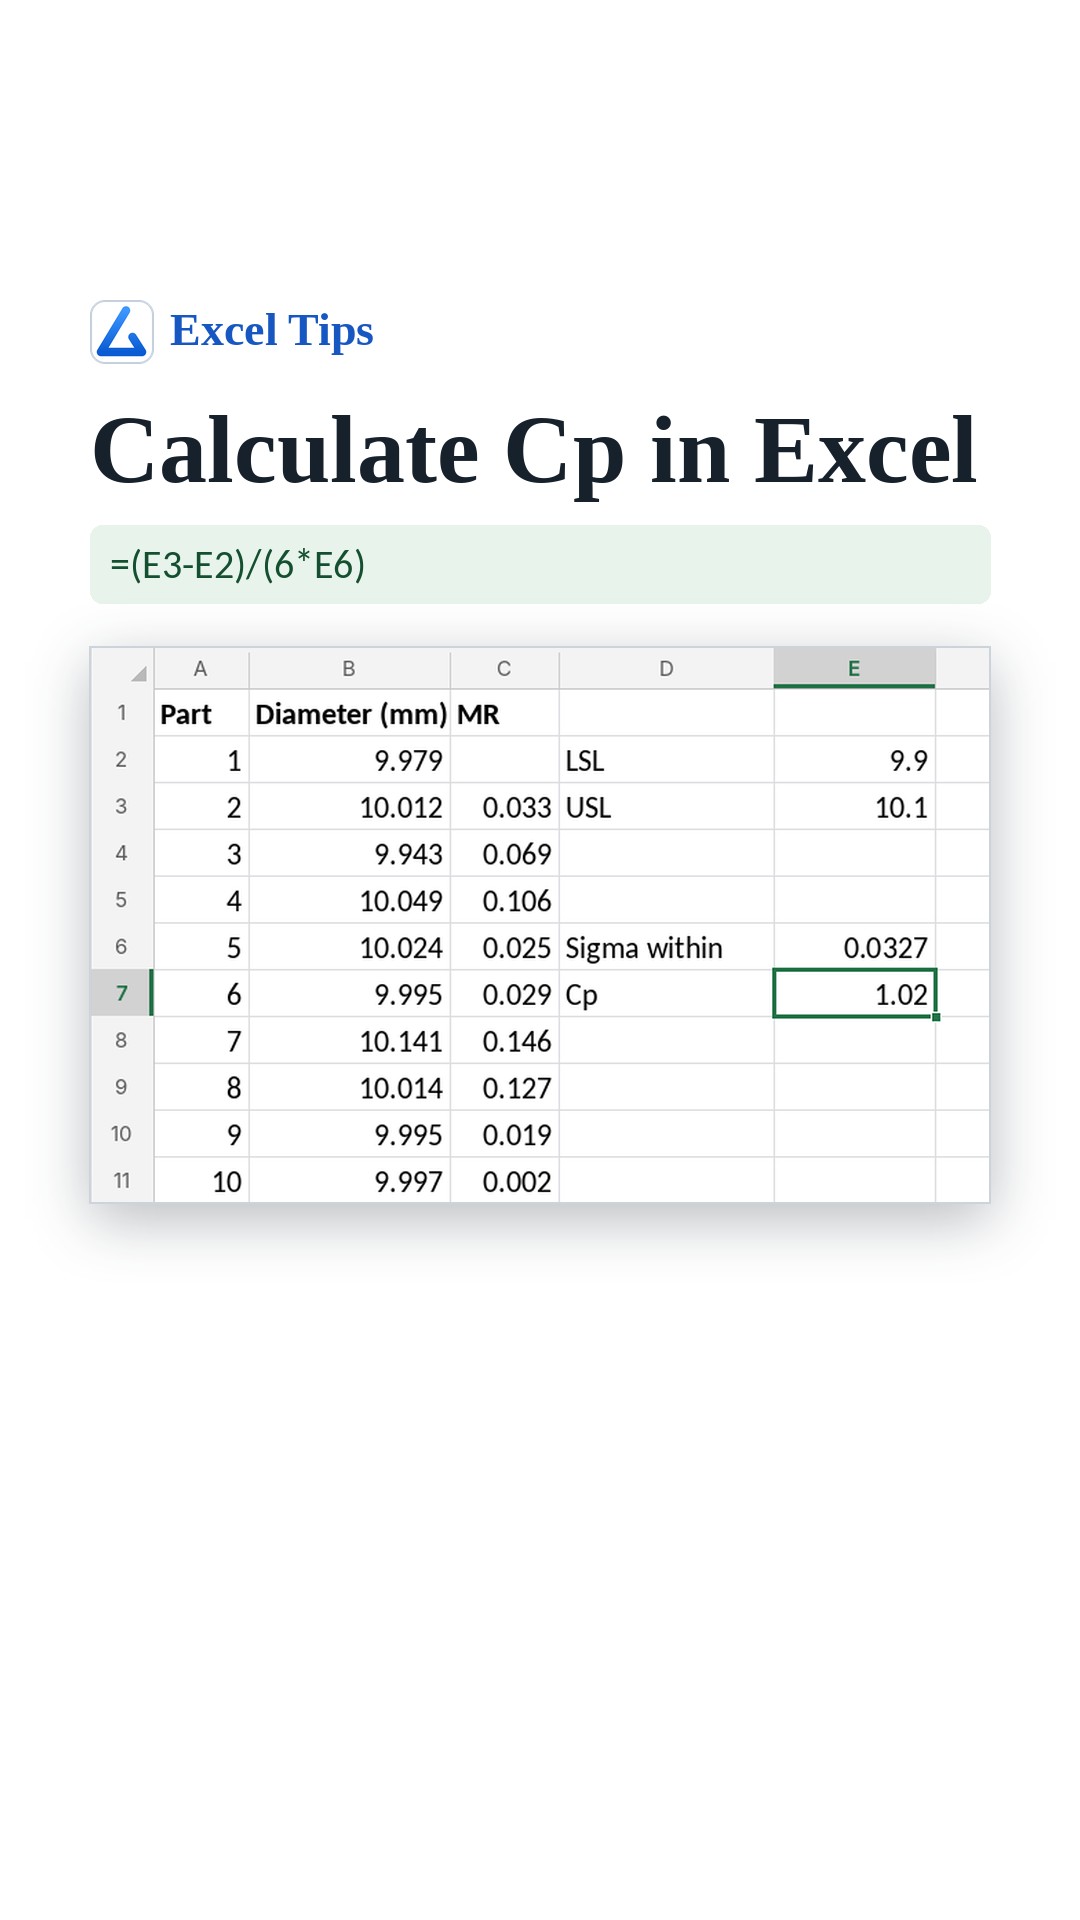 Excel Tips
Calculate Cp in Excel
=(E3-E2)/(6*E6)
A B C D E
1 Part Diameter (mm) MR
2 1 9.979 LSL 9.9
3 2 10.012 0.033 USL 10.1
4 3 9.943 0.069
5 4 10.049 0.106
6 5 10.024 0.025 Sigma within 0.0327
7 6 9.995 0.029 Cp 1.02
8 7 10.141 0.146
9 8 10.014 0.127
10 9 9.995 0.019
11 10 9.997 0.002